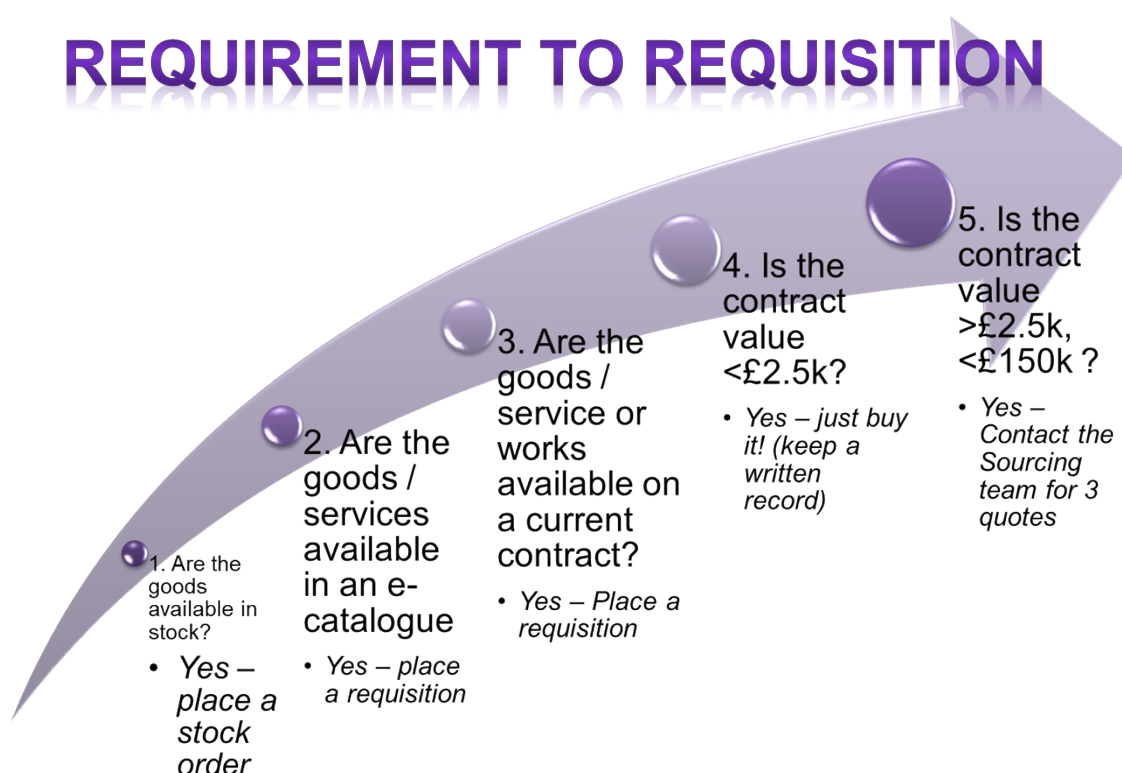 REQUIREMENT TO REQUISITION
1. Are the
goods
available in
stock?
• Yes –
place a
stock
order
2. Are the
goods /
services
available
in an e-
catalogue
• Yes – place
a requisition
3. Are the
goods /
service or
works
available on
a current
contract?
• Yes – Place a
requisition
4. Is the
contract
value
<£2.5k?
• Yes – just buy
it! (keep a
written
record)
5. Is the
contract
value
>£2.5k,
<£150k ?
• Yes –
Contact the
Sourcing
team for 3
quotes